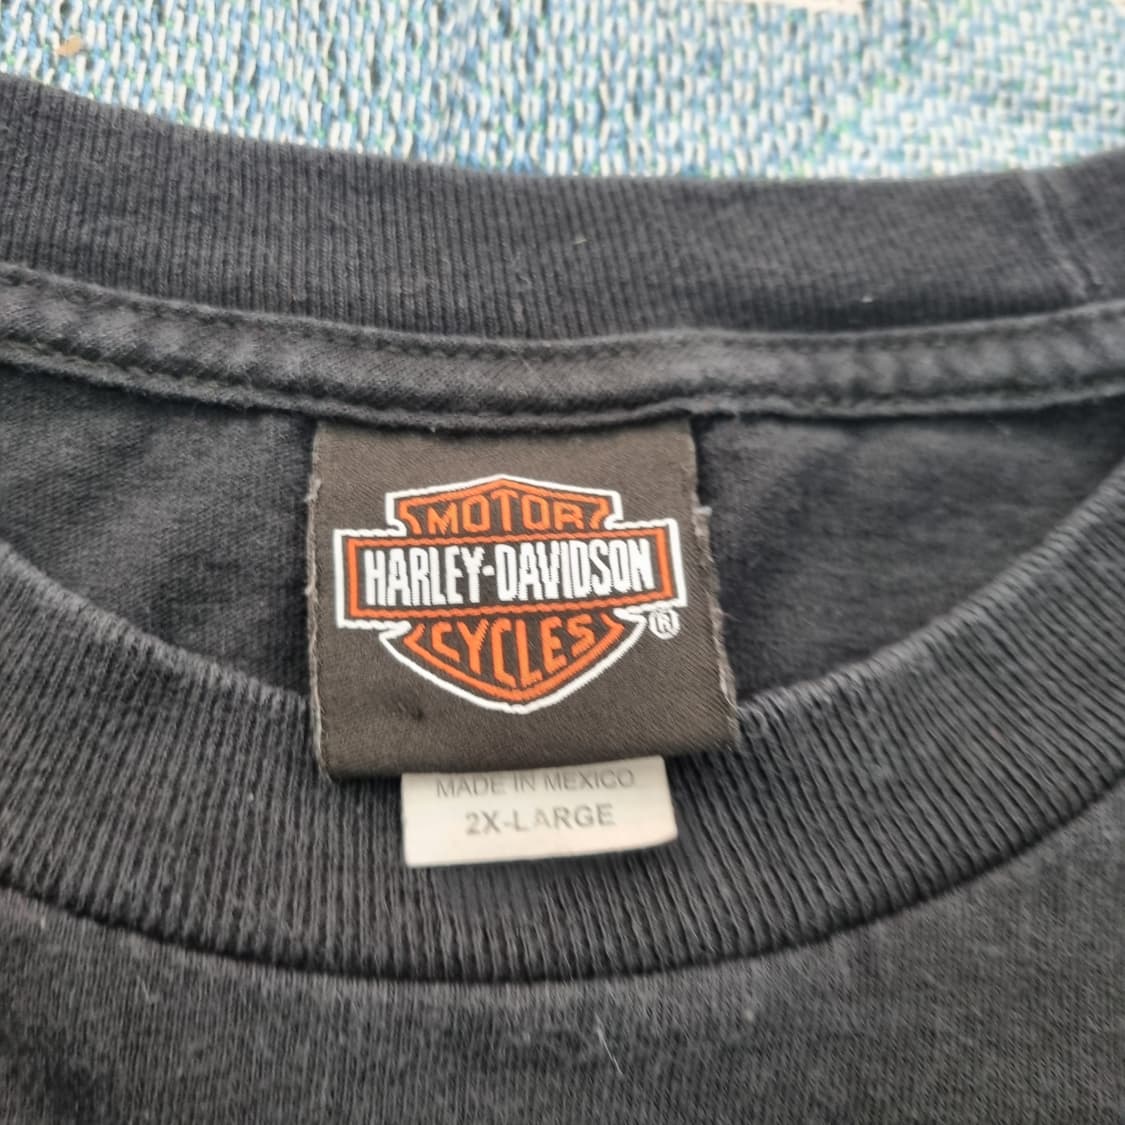 MOTOR
HARLEY-DAVIDSON
CYCLES
®
MADE IN MEXICO
2X-LARGE